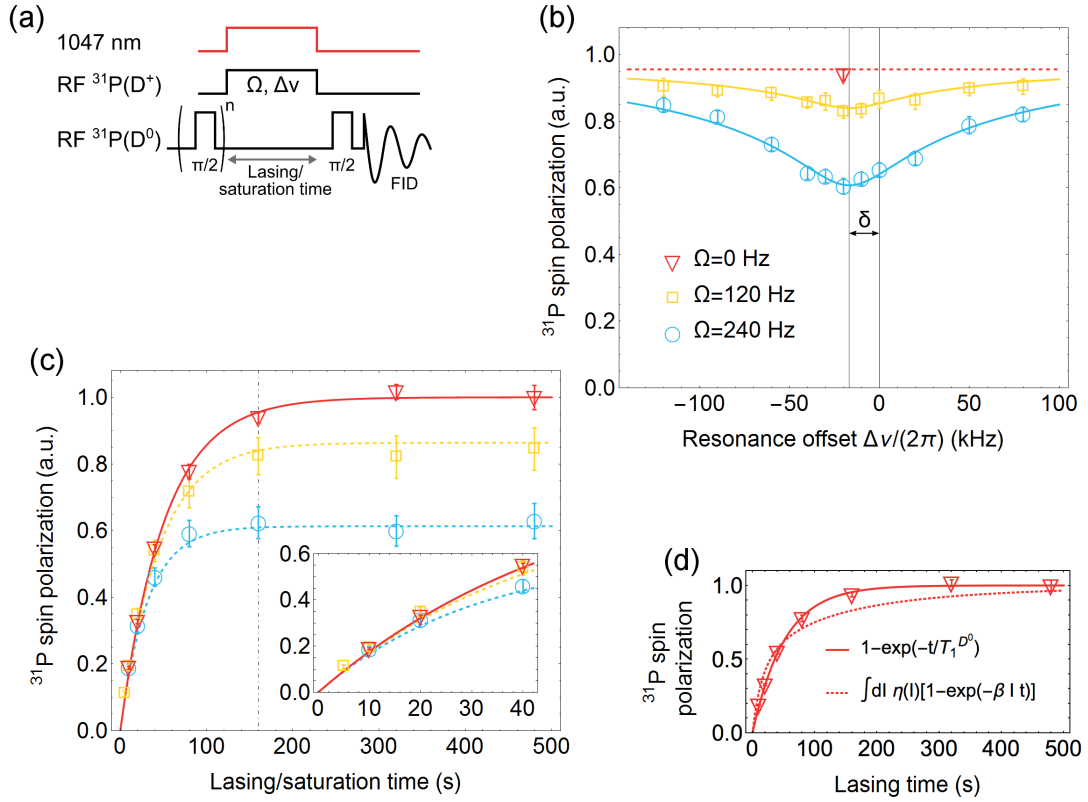 (a)
1047 nm
RF ³¹P(D⁺)
Ω, Δν
RF ³¹P(D⁰)
n
π/2
π/2
Lasing/
saturation time
FID
(b)
³¹P spin polarization (a.u.)
1.0
0.8
0.6
0.4
0.2
0.0
δ
Ω=0 Hz
Ω=120 Hz
Ω=240 Hz
−100 −50 0 50 100
Resonance offset Δν/(2π) (kHz)
(c)
³¹P spin polarization (a.u.)
1.0
0.8
0.6
0.4
0.2
0.0
0.6
0.4
0.2
0.0
0 10 20 30 40
0 100 200 300 400 500
Lasing/saturation time (s)
(d)
³¹P spin
polarization
1.0
0.5
0.0
1−exp(−t/T₁ᴰ⁰)
∫dI η(I)[1−exp(−β I t)]
0 100 200 300 400 500
Lasing time (s)